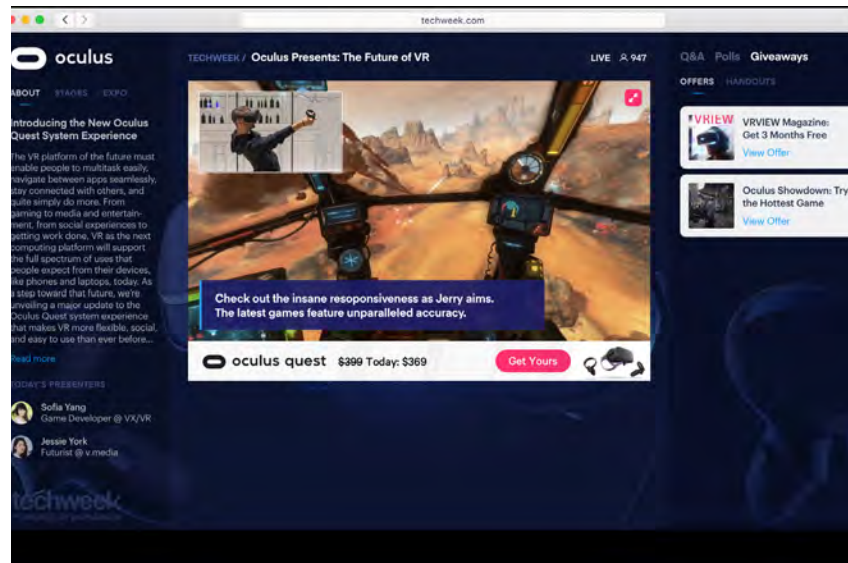 techweek.com
oculus
ABOUT STAGES EXPO
Introducing the New Oculus
Quest System Experience
The VR platform of the future must
enable people to multitask easily,
navigate between apps seamlessly,
stay connected with others, and
quite simply do more. From
gaming to media and entertain-
ment, from social experiences to
getting work done, VR as the next
computing platform will support
the full spectrum of uses that
people expect from their devices,
like phones and laptops, today. As
a step toward that future, we're
unveiling a major update to the
Oculus Quest system experience
that makes VR more flexible, social,
and easy to use than ever before...
Read more
TODAY'S PRESENTERS
Sofia Yang
Game Developer @ VX/VR
Jessie York
Futurist @ v.media
techweek
TECHWEEK / Oculus Presents: The Future of VR
LIVE 947
Check out the insane resoponsiveness as Jerry aims.
The latest games feature unparalleled accuracy.
oculus quest $399 Today: $369 Get Yours
Q&A Polls Giveaways
OFFERS HANDOUTS
VRIEW
VRVIEW Magazine:
Get 3 Months Free
View Offer
Oculus Showdown: Try
the Hottest Game
View Offer